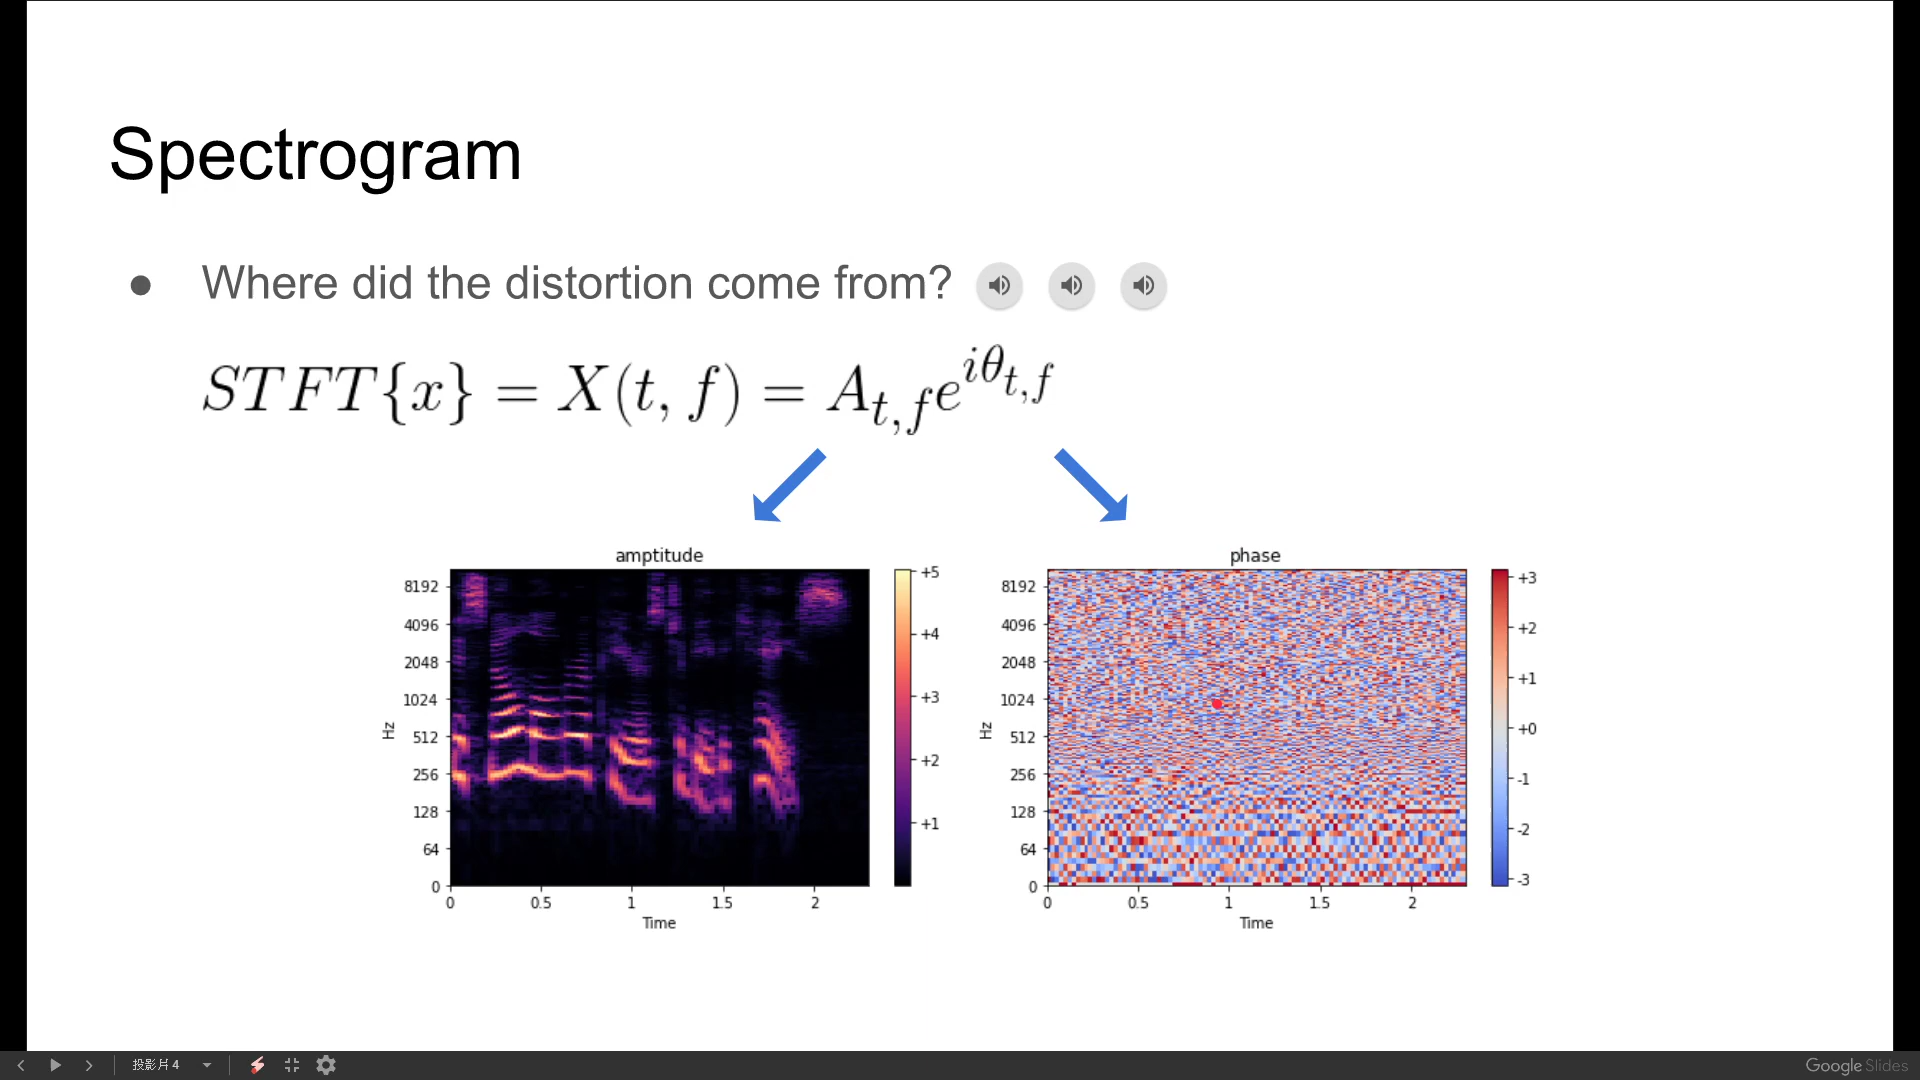 Spectrogram
● Where did the distortion come from?
STFT{x} = X(t, f) = A_{t,f}e^{iθ_{t,f}}
amptitude
8192
4096
2048
1024
512
256
128
64
0
Hz
0 0.5 1 1.5 2
Time
+5
+4
+3
+2
+1
phase
8192
4096
2048
1024
512
256
128
64
0
Hz
0 0.5 1 1.5 2
Time
+3
+2
+1
+0
-1
-2
-3
投影片 4
Google Slides